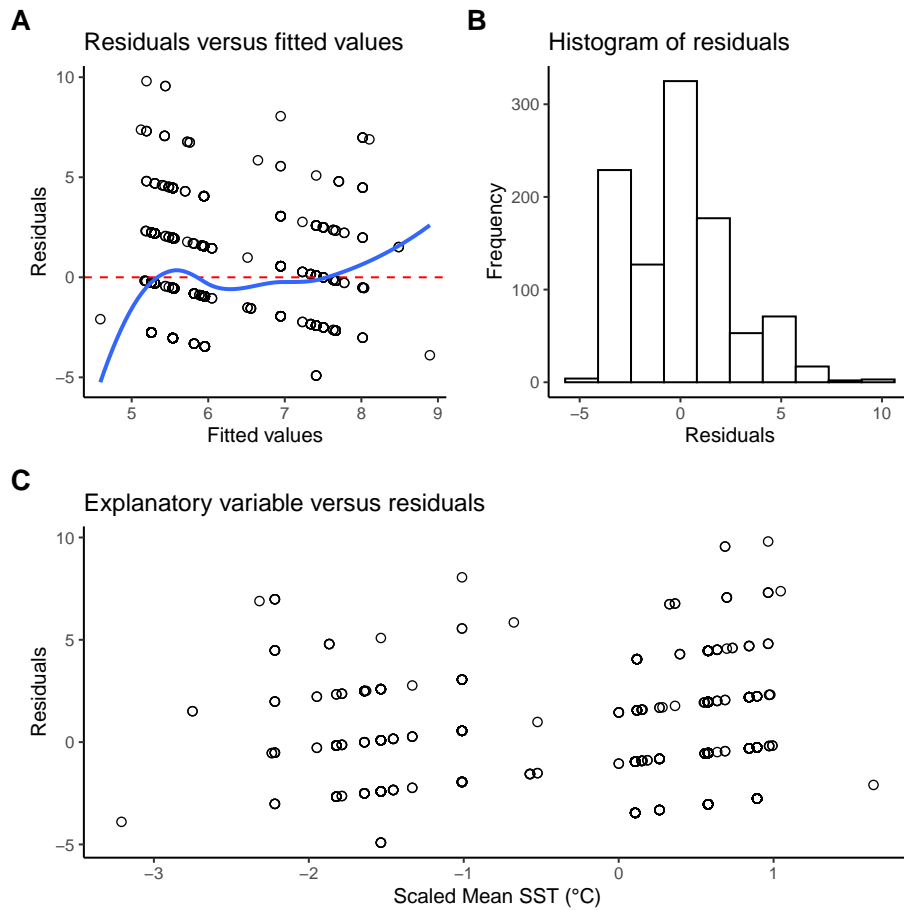 A
Residuals versus fitted values
10
5
0
−5
Residuals
5 6 7 8 9
Fitted values
B
Histogram of residuals
300
200
100
0
Frequency
−5 0 5 10
Residuals
C
Explanatory variable versus residuals
10
5
0
−5
Residuals
−3 −2 −1 0 1
Scaled Mean SST (°C)